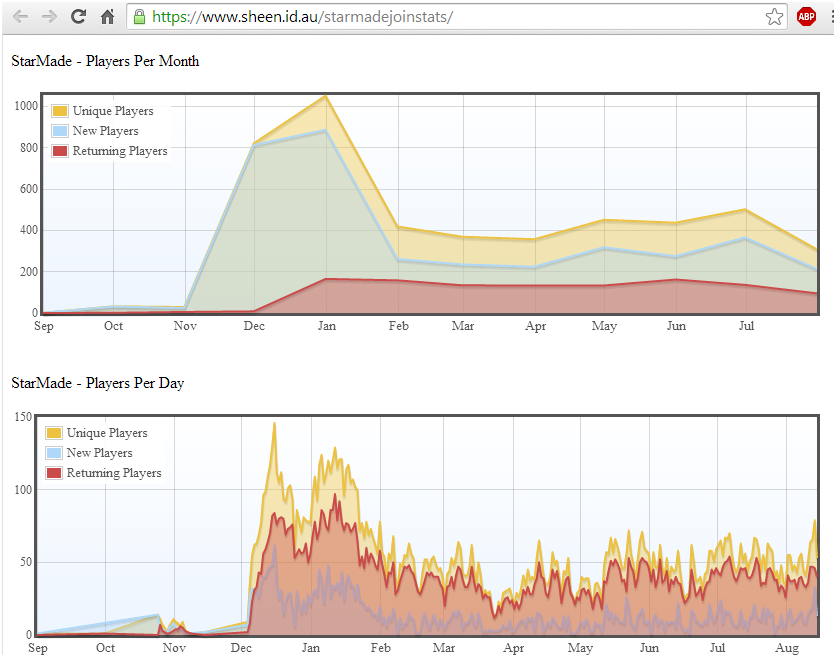 https://www.sheen.id.au/starmadejoinstats/
ABP
StarMade - Players Per Month
1000
800
600
400
200
0
Unique Players
New Players
Returning Players
Sep Oct Nov Dec Jan Feb Mar Apr May Jun Jul
StarMade - Players Per Day
150
100
50
0
Unique Players
New Players
Returning Players
Sep Oct Nov Dec Jan Feb Mar Apr May Jun Jul Aug